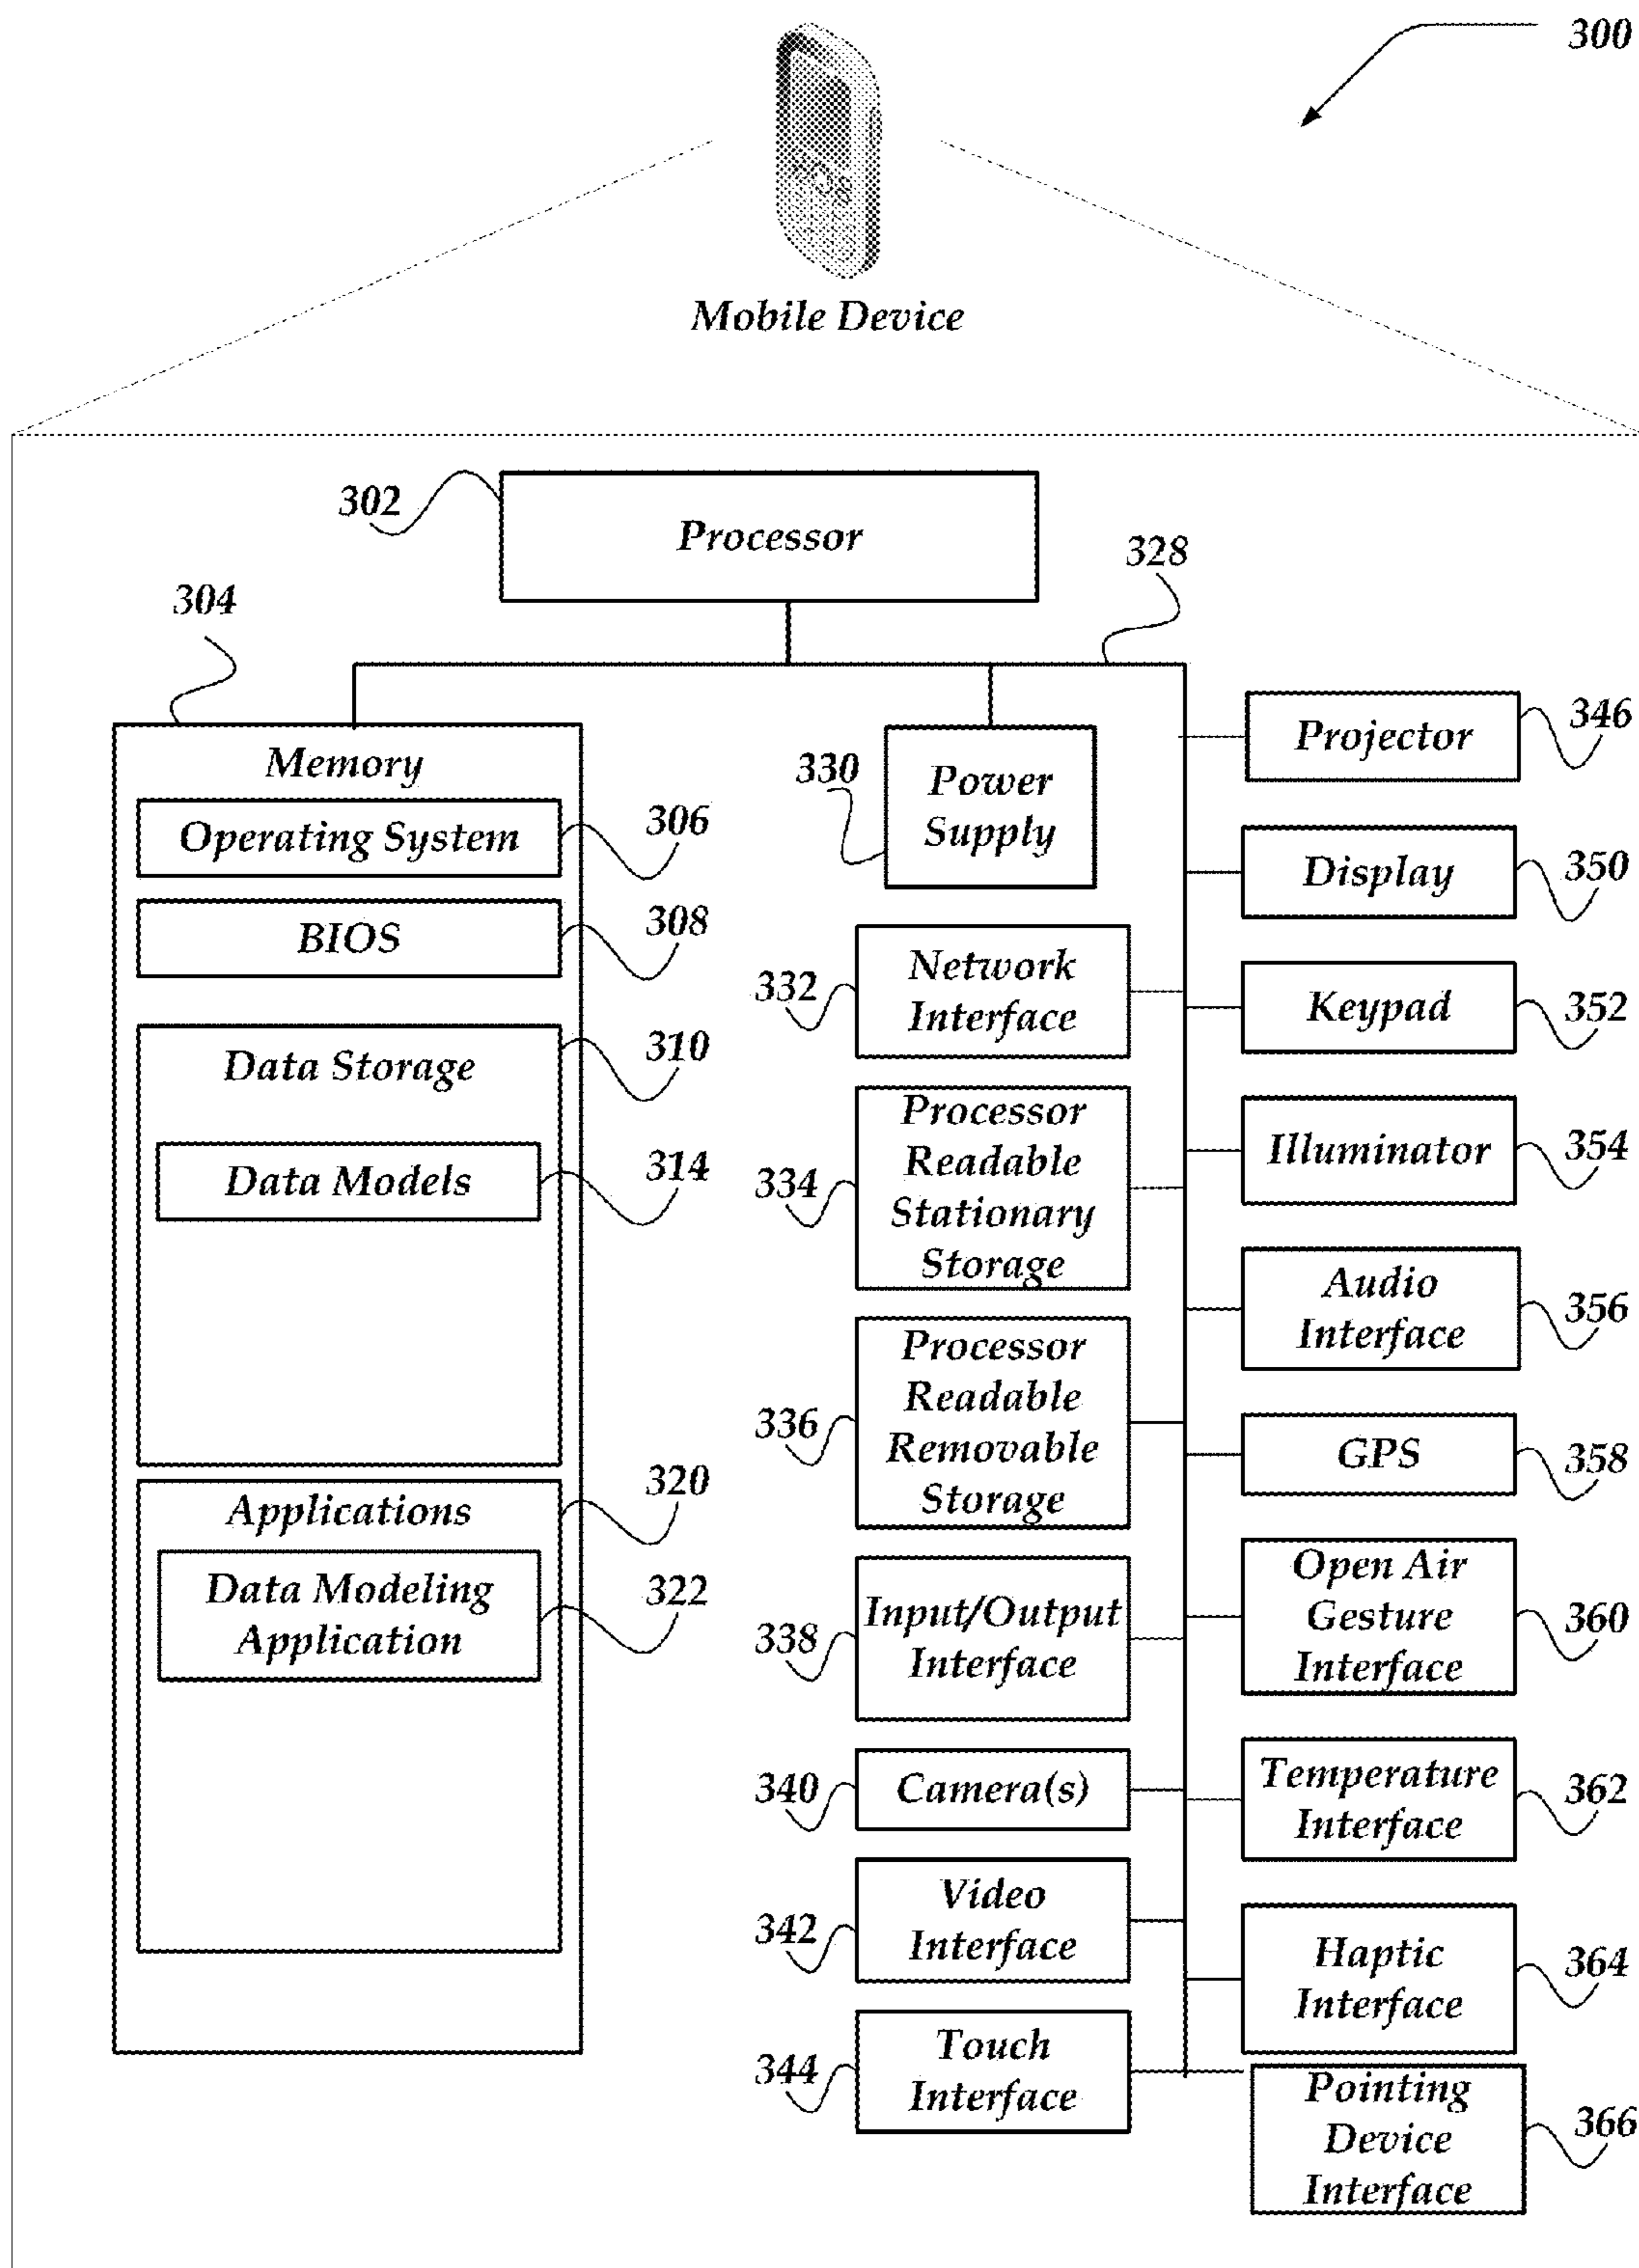 300
Mobile Device
302
Processor
328
304
Memory
Operating System
306
BIOS
308
Data Storage
310
Data Models
314
Applications
320
Data Modeling
Application
322
330
Power
Supply
332
Network
Interface
334
Processor
Readable
Stationary
Storage
336
Processor
Readable
Removable
Storage
338
Input/Output
Interface
340
Camera(s)
342
Video
Interface
344
Touch
Interface
Projector
346
Display
350
Keypad
352
Illuminator
354
Audio
Interface
356
GPS
358
Open Air
Gesture
Interface
360
Temperature
Interface
362
Haptic
Interface
364
Pointing
Device
Interface
366